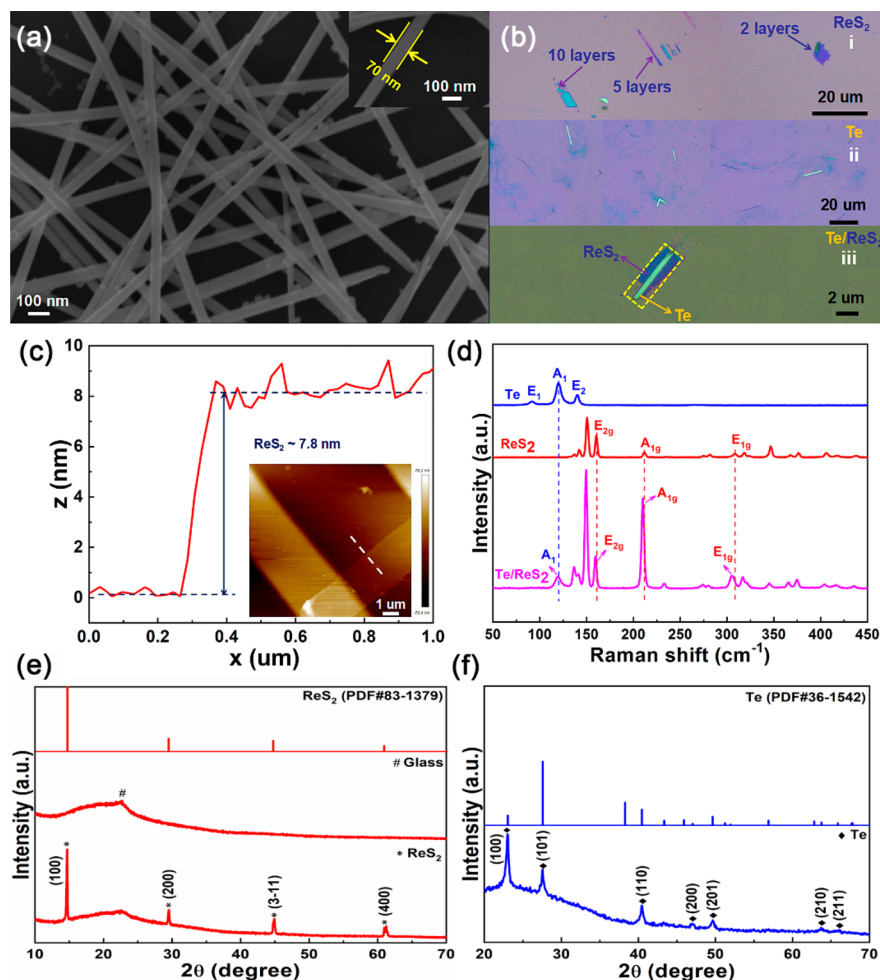 (a)
70 nm
100 nm
100 nm
(b)
10 layers
5 layers
2 layers
ReS2
i
20 um
Te
ii
20 um
Te/ReS2
iii
ReS2
Te
2 um
(c)
10
8
6
4
2
0
z (nm)
ReS2 ~ 7.8 nm
1 um
0.0 0.2 0.4 0.6 0.8 1.0
x (um)
(d)
Intensity (a.u.)
Te E1 A1 E2
ReS2 E2g A1g E1g
Te/ReS2 A1 E2g A1g E1g
50 100 150 200 250 300 350 400 450
Raman shift (cm-1)
(e)
Intensity (a.u.)
ReS2 (PDF#83-1379)
# Glass
#
* ReS2
(100) * * (200) * (3-11) * (400)
10 20 30 40 50 60 70
2θ (degree)
(f)
Intensity (a.u.)
Te (PDF#36-1542)
◆ Te
(100) (101) (110) (200) (201) (210) (211)
20 30 40 50 60 70
2θ (degree)